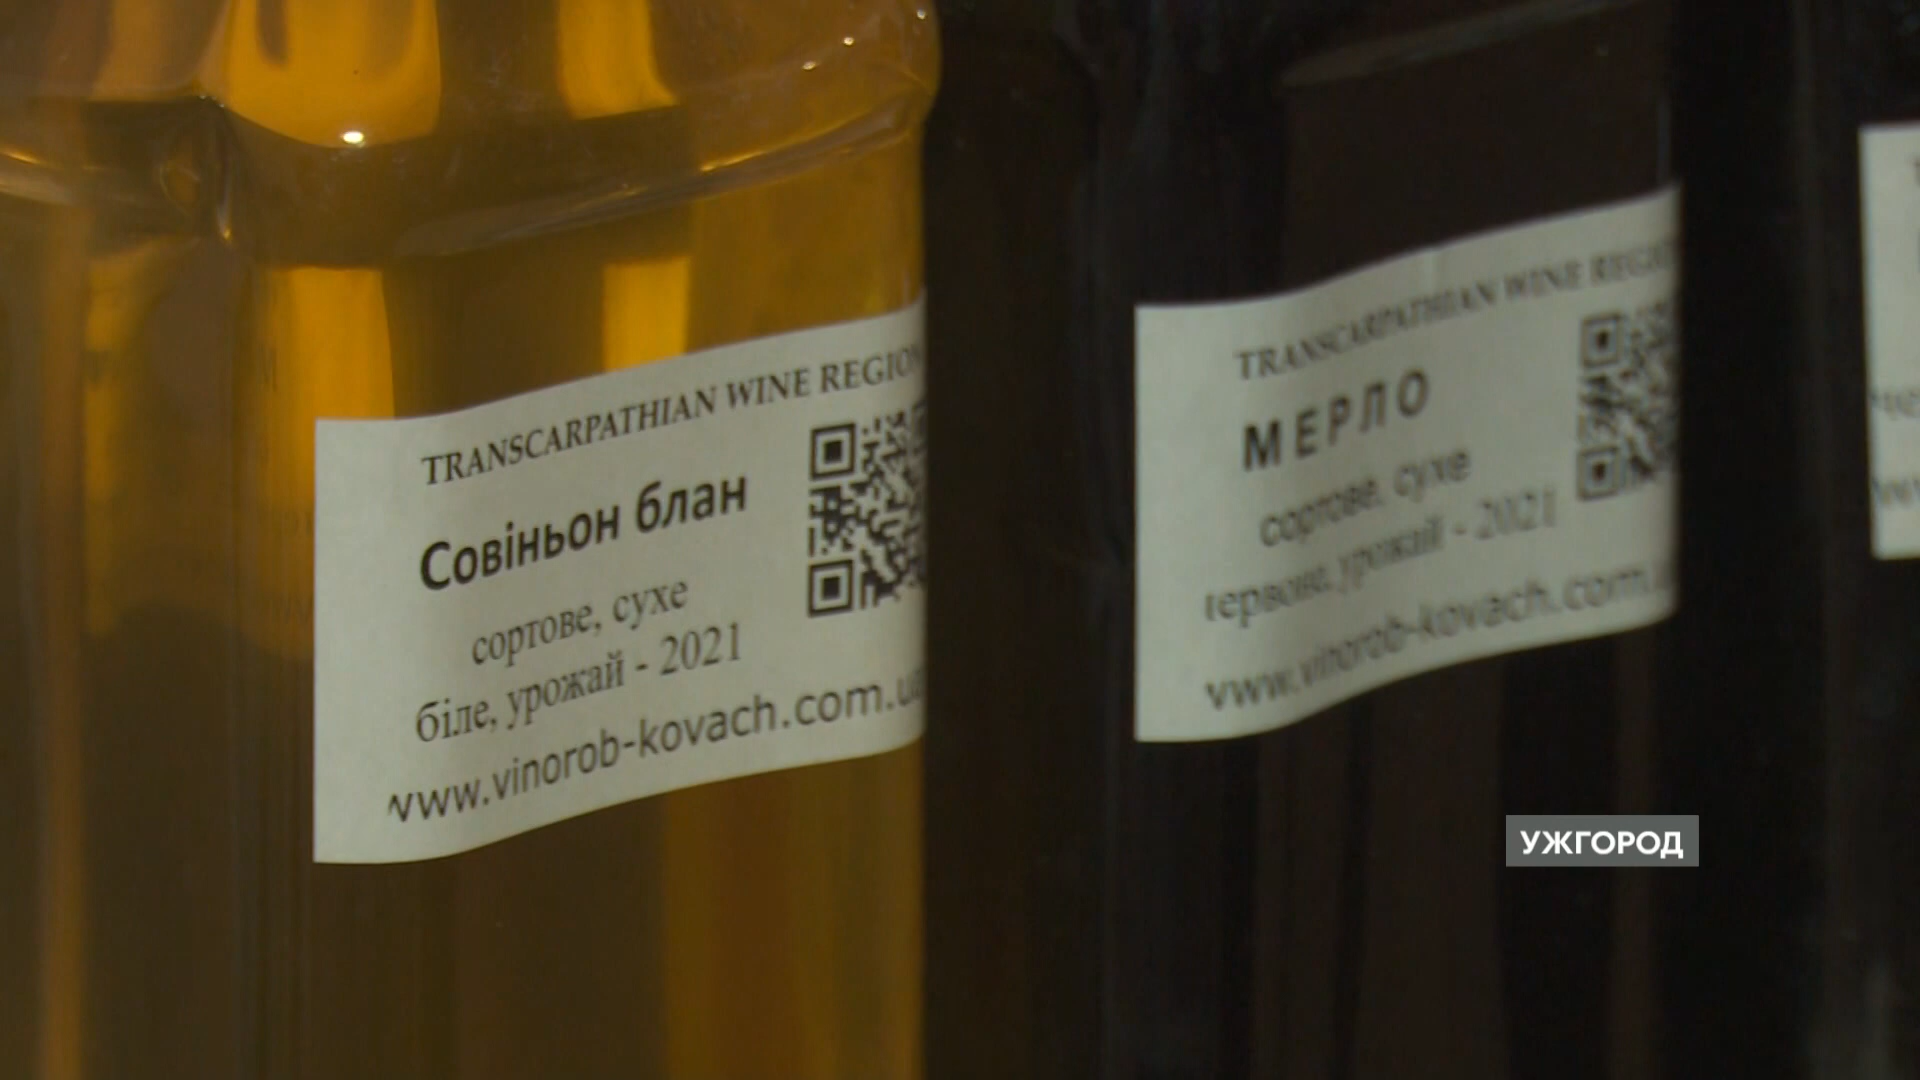 TRANSCARPATHIAN WINE REGION
Совіньон блан
сортове, сухе
біле, урожай - 2021
www.vinorob-kovach.com.ua
TRANSCARPATHIAN WINE REGI
МЕРЛО
сортове, сухе
червоне, урожай - 2021
www.vinorob-kovach.com.
УЖГОРОД